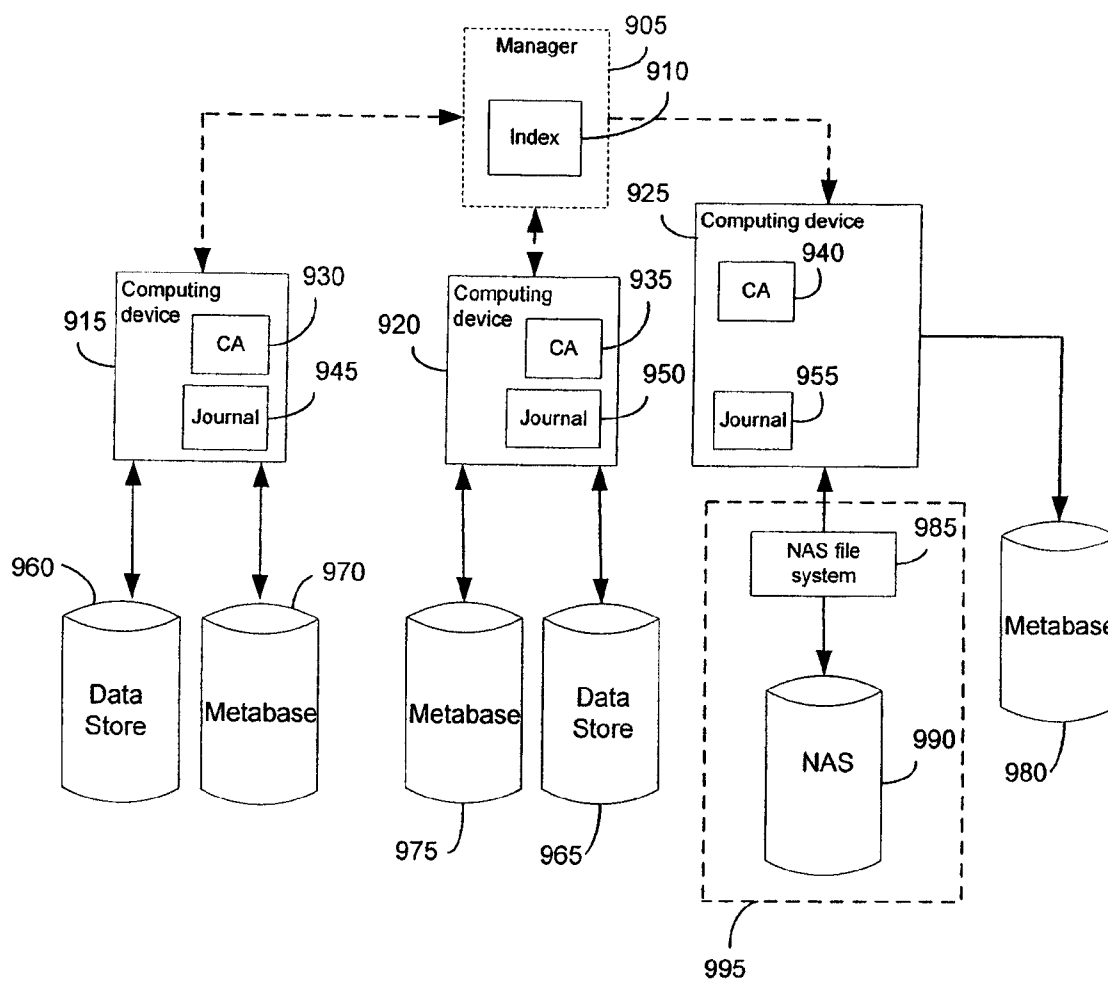 905
Manager
910
Index
925
Computing device
940
CA
955
Journal
930
Computing
device
915
CA
945
Journal
935
Computing
device
920
CA
950
Journal
985
NAS file
system
960
970
Data
Store
Metabase
Metabase
Data
Store
975
965
NAS
990
Metabase
980
995